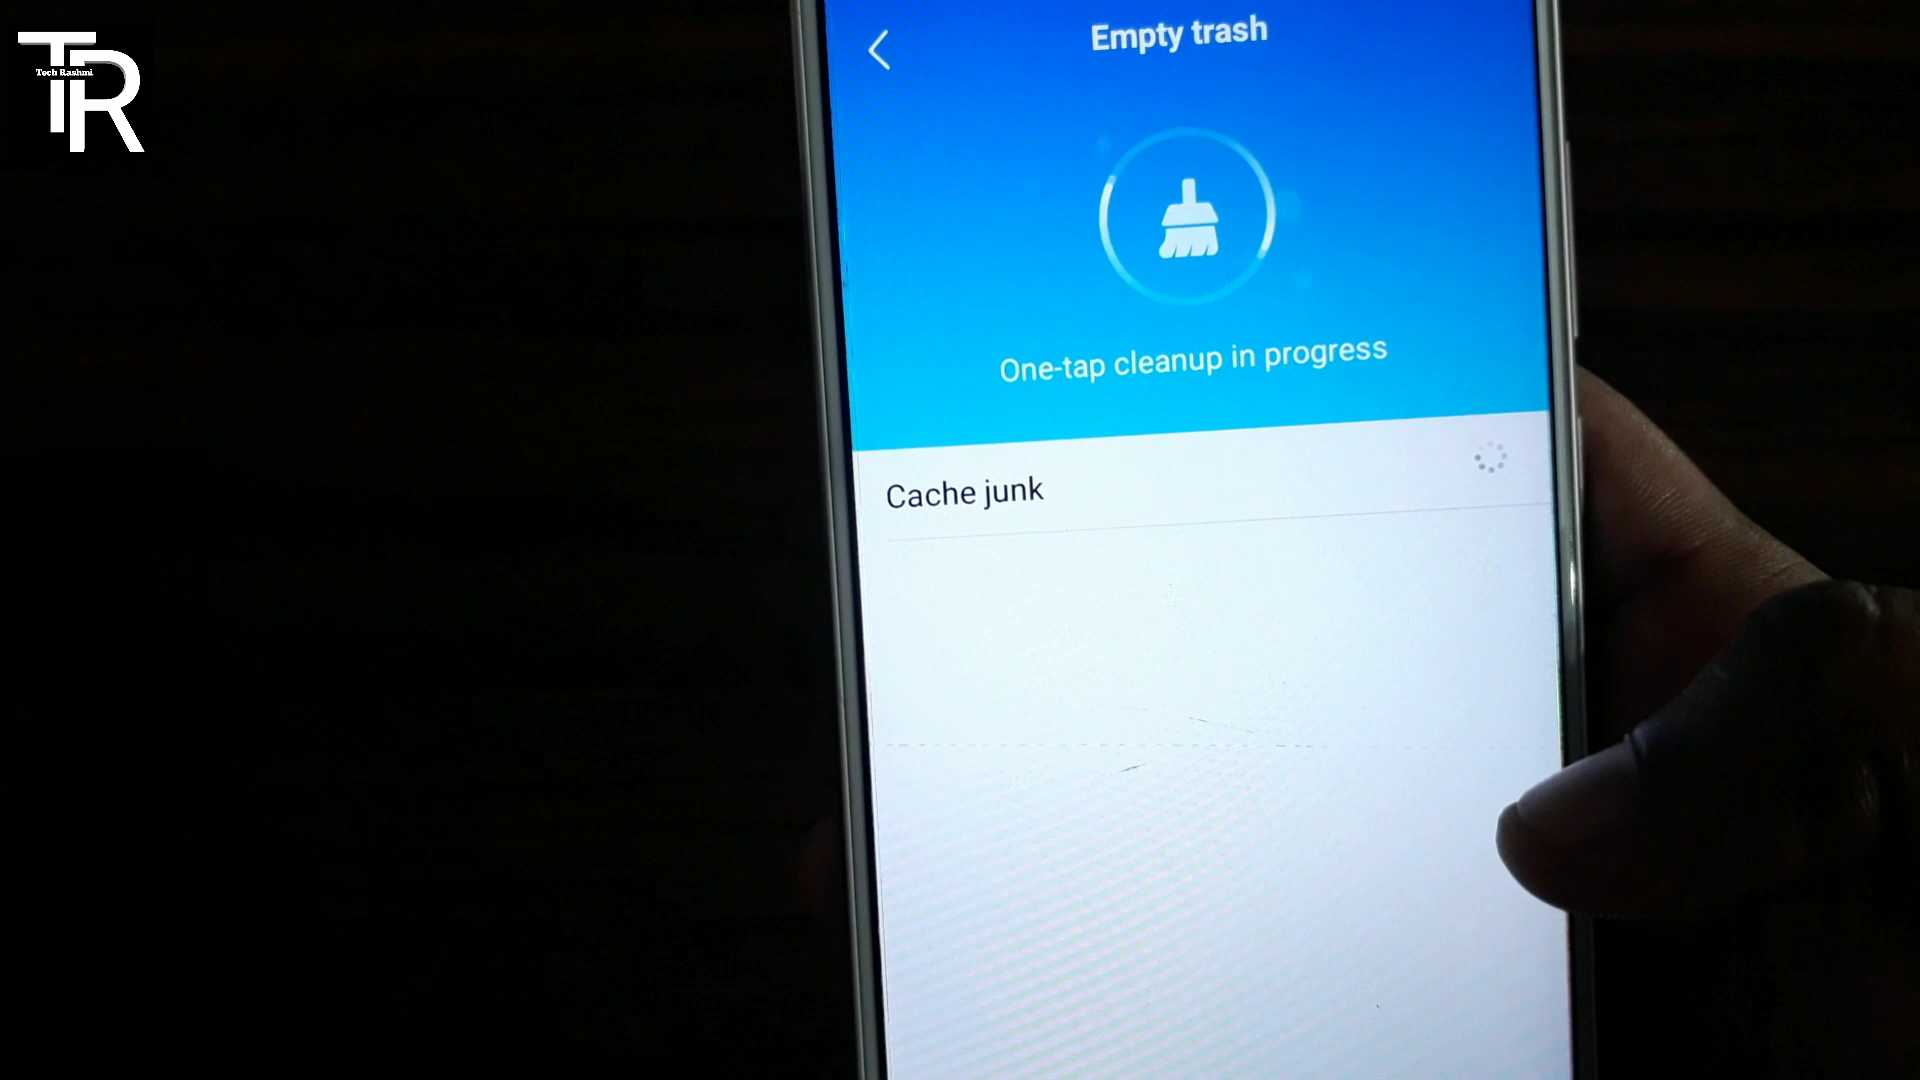 TR
Tech Rashmi
Empty trash
One-tap cleanup in progress
Cache junk